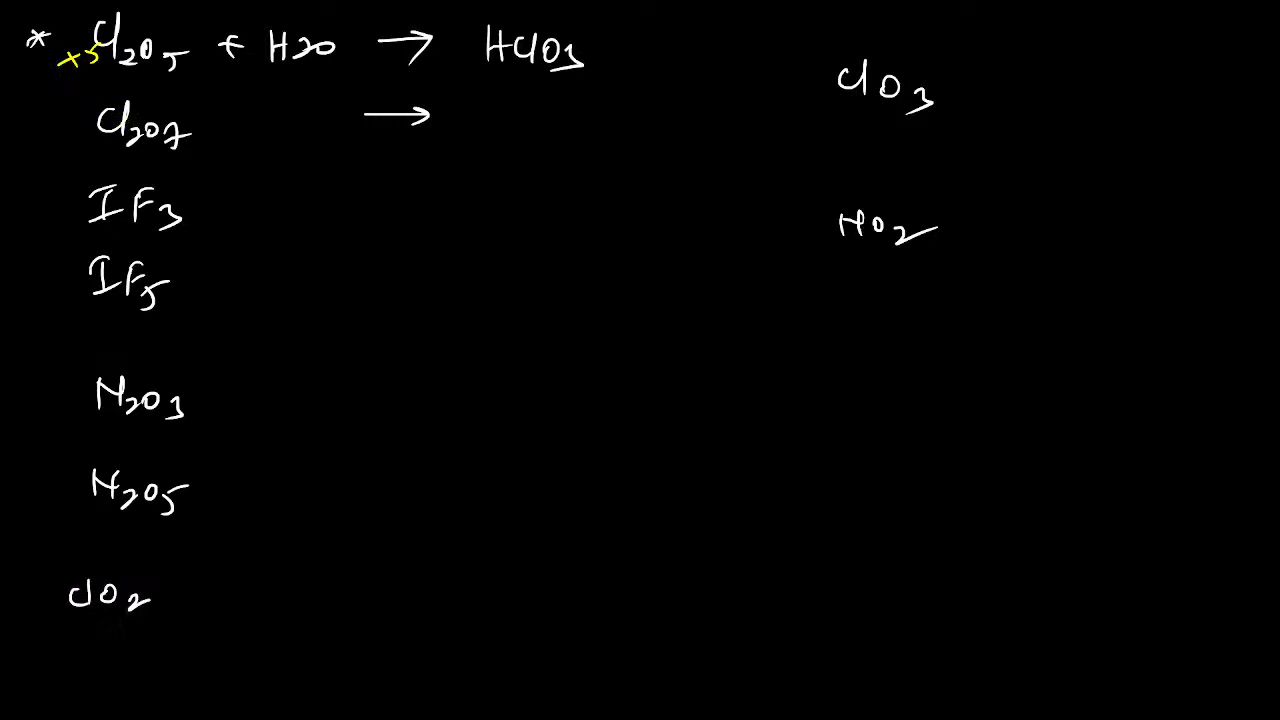 * +5 Cl2O5 + H2O → HClO3
Cl2O7 →
IF3
IF5
N2O3
N2O5
ClO2
ClO3
NO2